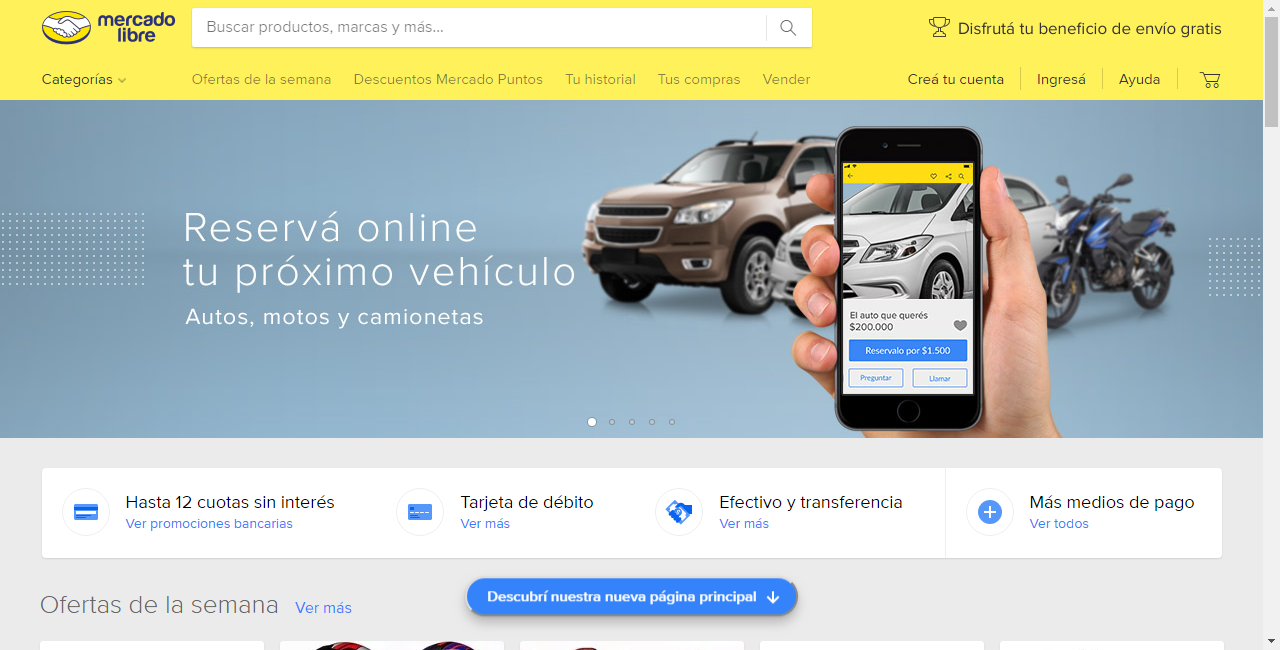 mercado
libre
Buscar productos, marcas y más...
Disfrutá tu beneficio de envío gratis
Categorías
Ofertas de la semana
Descuentos Mercado Puntos
Tu historial
Tus compras
Vender
Creá tu cuenta
Ingresá
Ayuda
Reservá online
tu próximo vehículo
Autos, motos y camionetas
El auto que querés
$200.000
Reservalo por $1.500
Preguntar
Llamar
Hasta 12 cuotas sin interés
Ver promociones bancarias
Tarjeta de débito
Ver más
Efectivo y transferencia
Ver más
Más medios de pago
Ver todos
Ofertas de la semana
Ver más
Descubrí nuestra nueva página principal